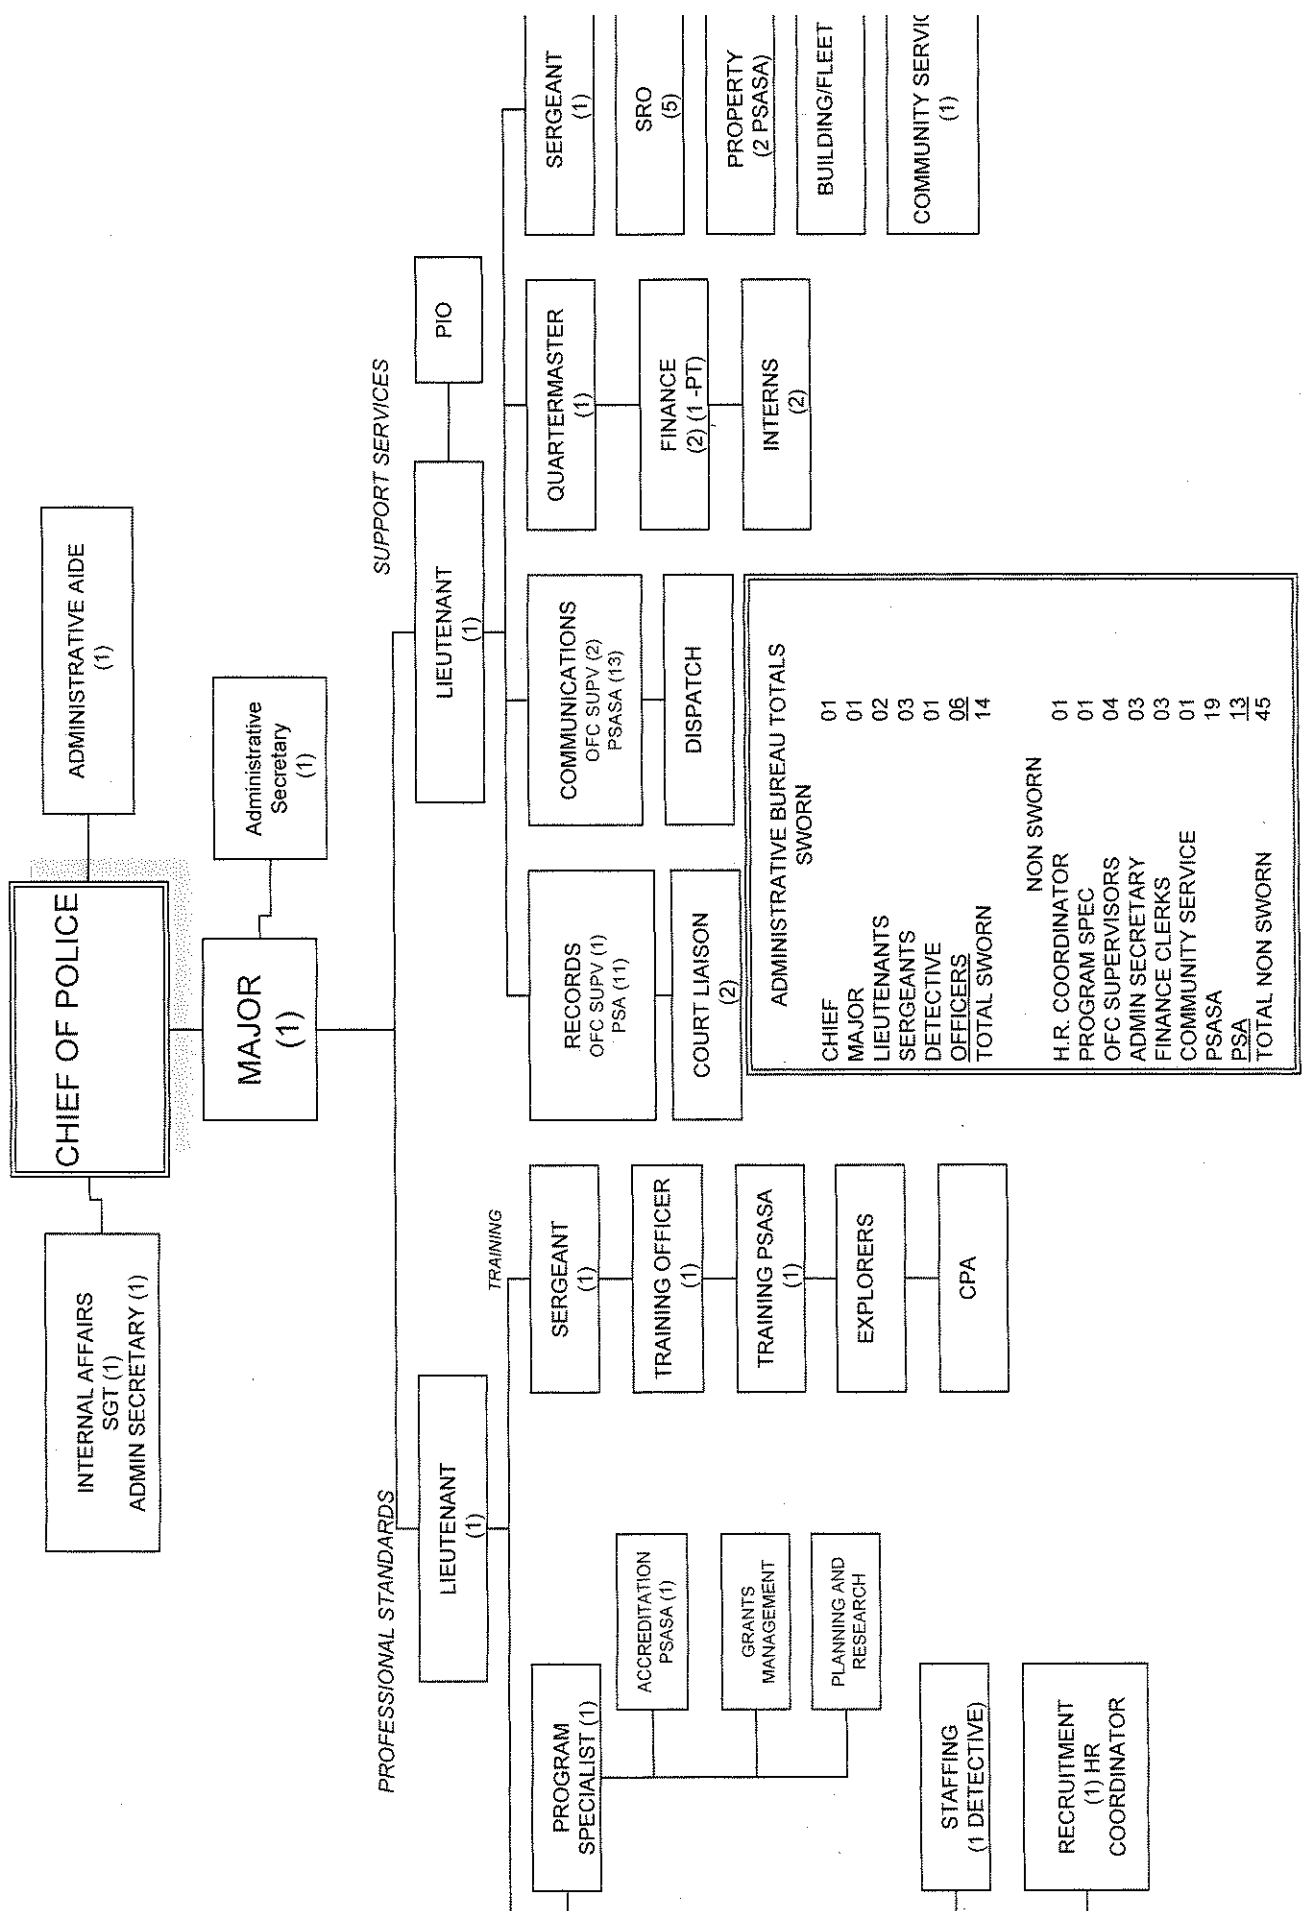 CHIEF OF POLICE
INTERNAL AFFAIRS
SGT (1)
ADMIN SECRETARY (1)
ADMINISTRATIVE AIDE
(1)
MAJOR
(1)
Administrative
Secretary
(1)
PROFESSIONAL STANDARDS
LIEUTENANT
(1)
PROGRAM
SPECIALIST (1)
ACCREDITATION
PSASA (1)
GRANTS
MANAGEMENT
PLANNING AND
RESEARCH
STAFFING
(1 DETECTIVE)
RECRUITMENT
(1) HR
COORDINATOR
TRAINING
SERGEANT
(1)
TRAINING OFFICER
(1)
TRAINING PSASA
(1)
EXPLORERS
CPA
SUPPORT SERVICES
LIEUTENANT
(1)
PIO
RECORDS
OFC SUPV (1)
PSA (11)
COURT LIAISON
(2)
COMMUNICATIONS
OFC SUPV (2)
PSASA (13)
DISPATCH
QUARTERMASTER
(1)
FINANCE
(2) (1 -PT)
INTERNS
(2)
SERGEANT
(1)
SRO
(5)
PROPERTY
(2 PSASA)
BUILDING/FLEET
COMMUNITY SERVIC
(1)
ADMINISTRATIVE BUREAU TOTALS
SWORN
CHIEF 01
MAJOR 01
LIEUTENANTS 02
SERGEANTS 03
DETECTIVE 01
OFFICERS 06
TOTAL SWORN 14
NON SWORN
H.R. COORDINATOR 01
PROGRAM SPEC 01
OFC SUPERVISORS 04
ADMIN SECRETARY 03
FINANCE CLERKS 03
COMMUNITY SERVICE 01
PSASA 19
PSA 13
TOTAL NON SWORN 45